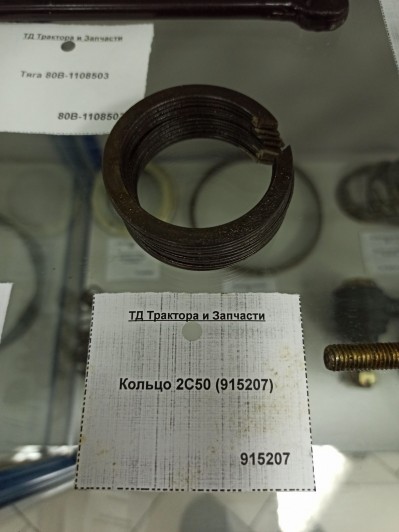 ТД Трактора и Запчасти
Тяга 80В-1108503
80В-1108503
ТД Трактора и Запчасти
Кольцо 2С50 (915207)
915207